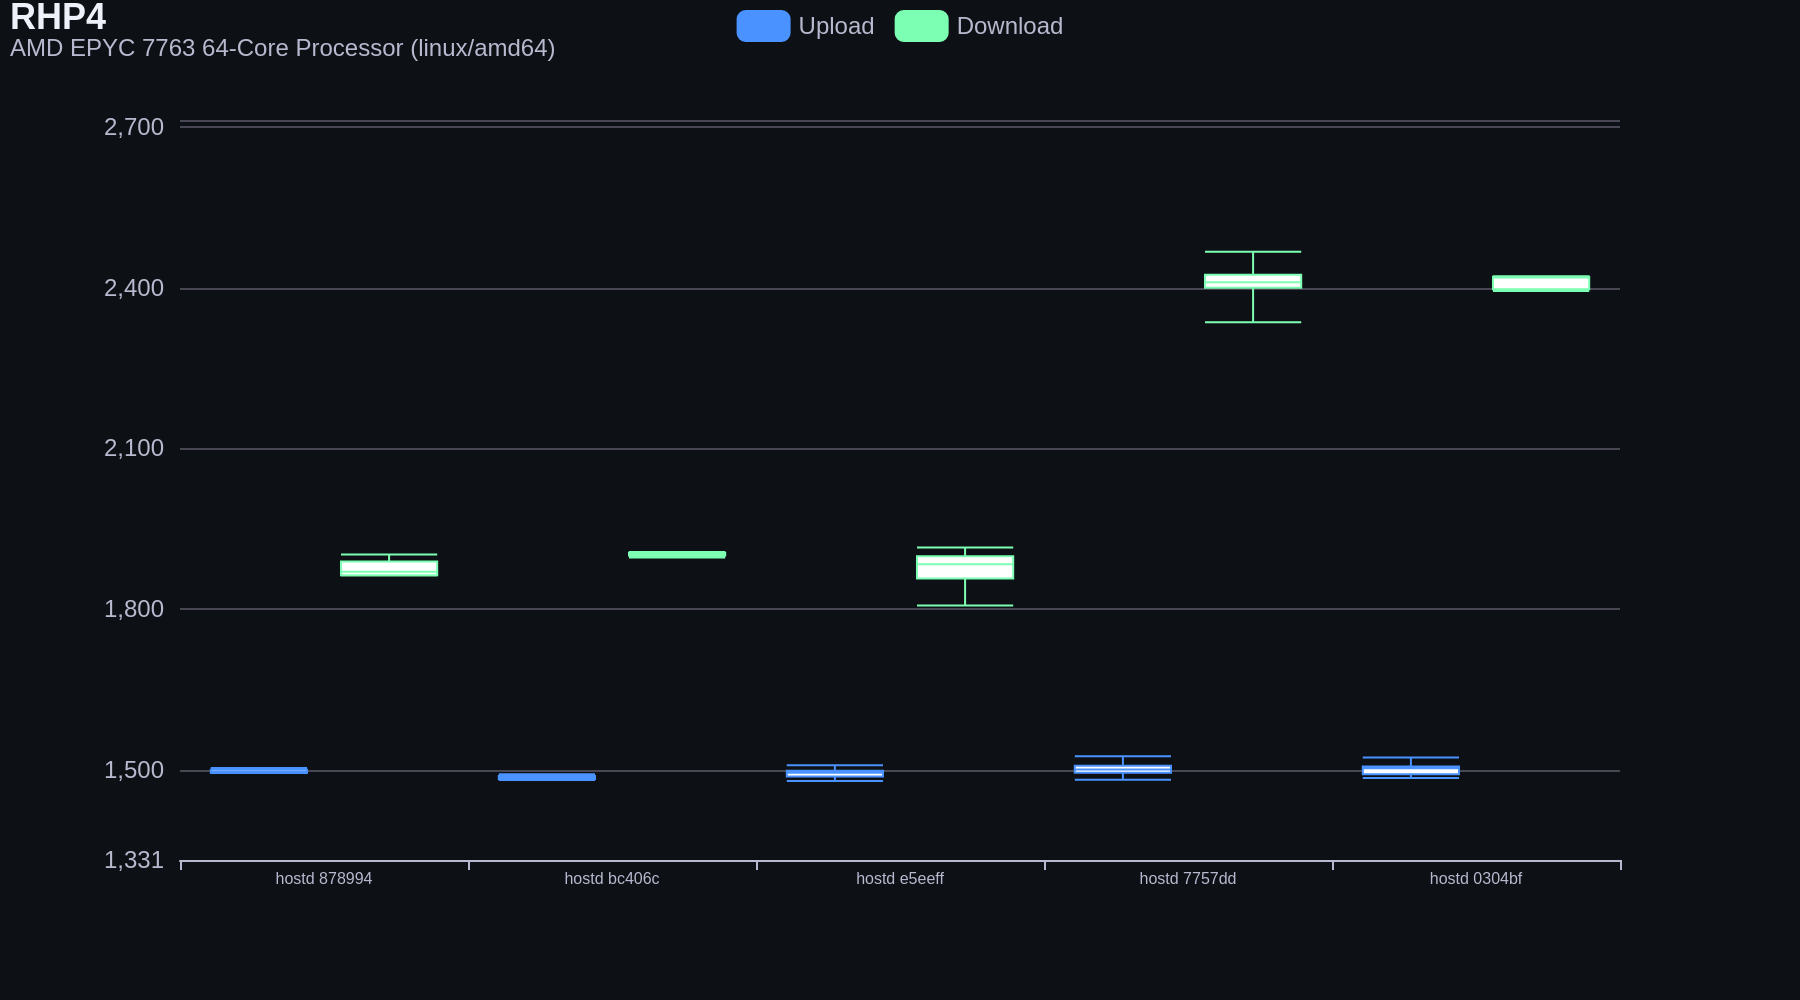 RHP4
AMD EPYC 7763 64-Core Processor (linux/amd64)
Upload
Download
2,700
2,400
2,100
1,800
1,500
1,331
hostd 878994
hostd bc406c
hostd e5eeff
hostd 7757dd
hostd 0304bf